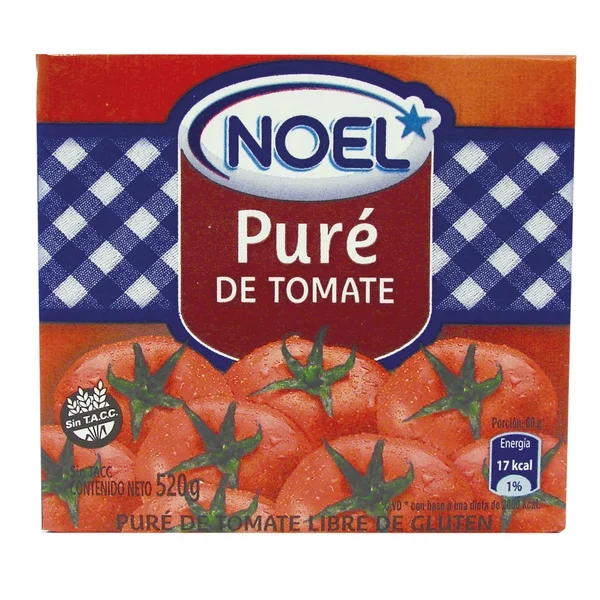 NOEL
Puré
DE TOMATE
Sin T.A.C.C.
Porción: 60 g
Energía
17 kcal
1%
Sin TACC
CONTENIDO NETO 520g
%VD * con base a una dieta de 2000 kcal.
PURÉ DE TOMATE LIBRE DE GLUTEN